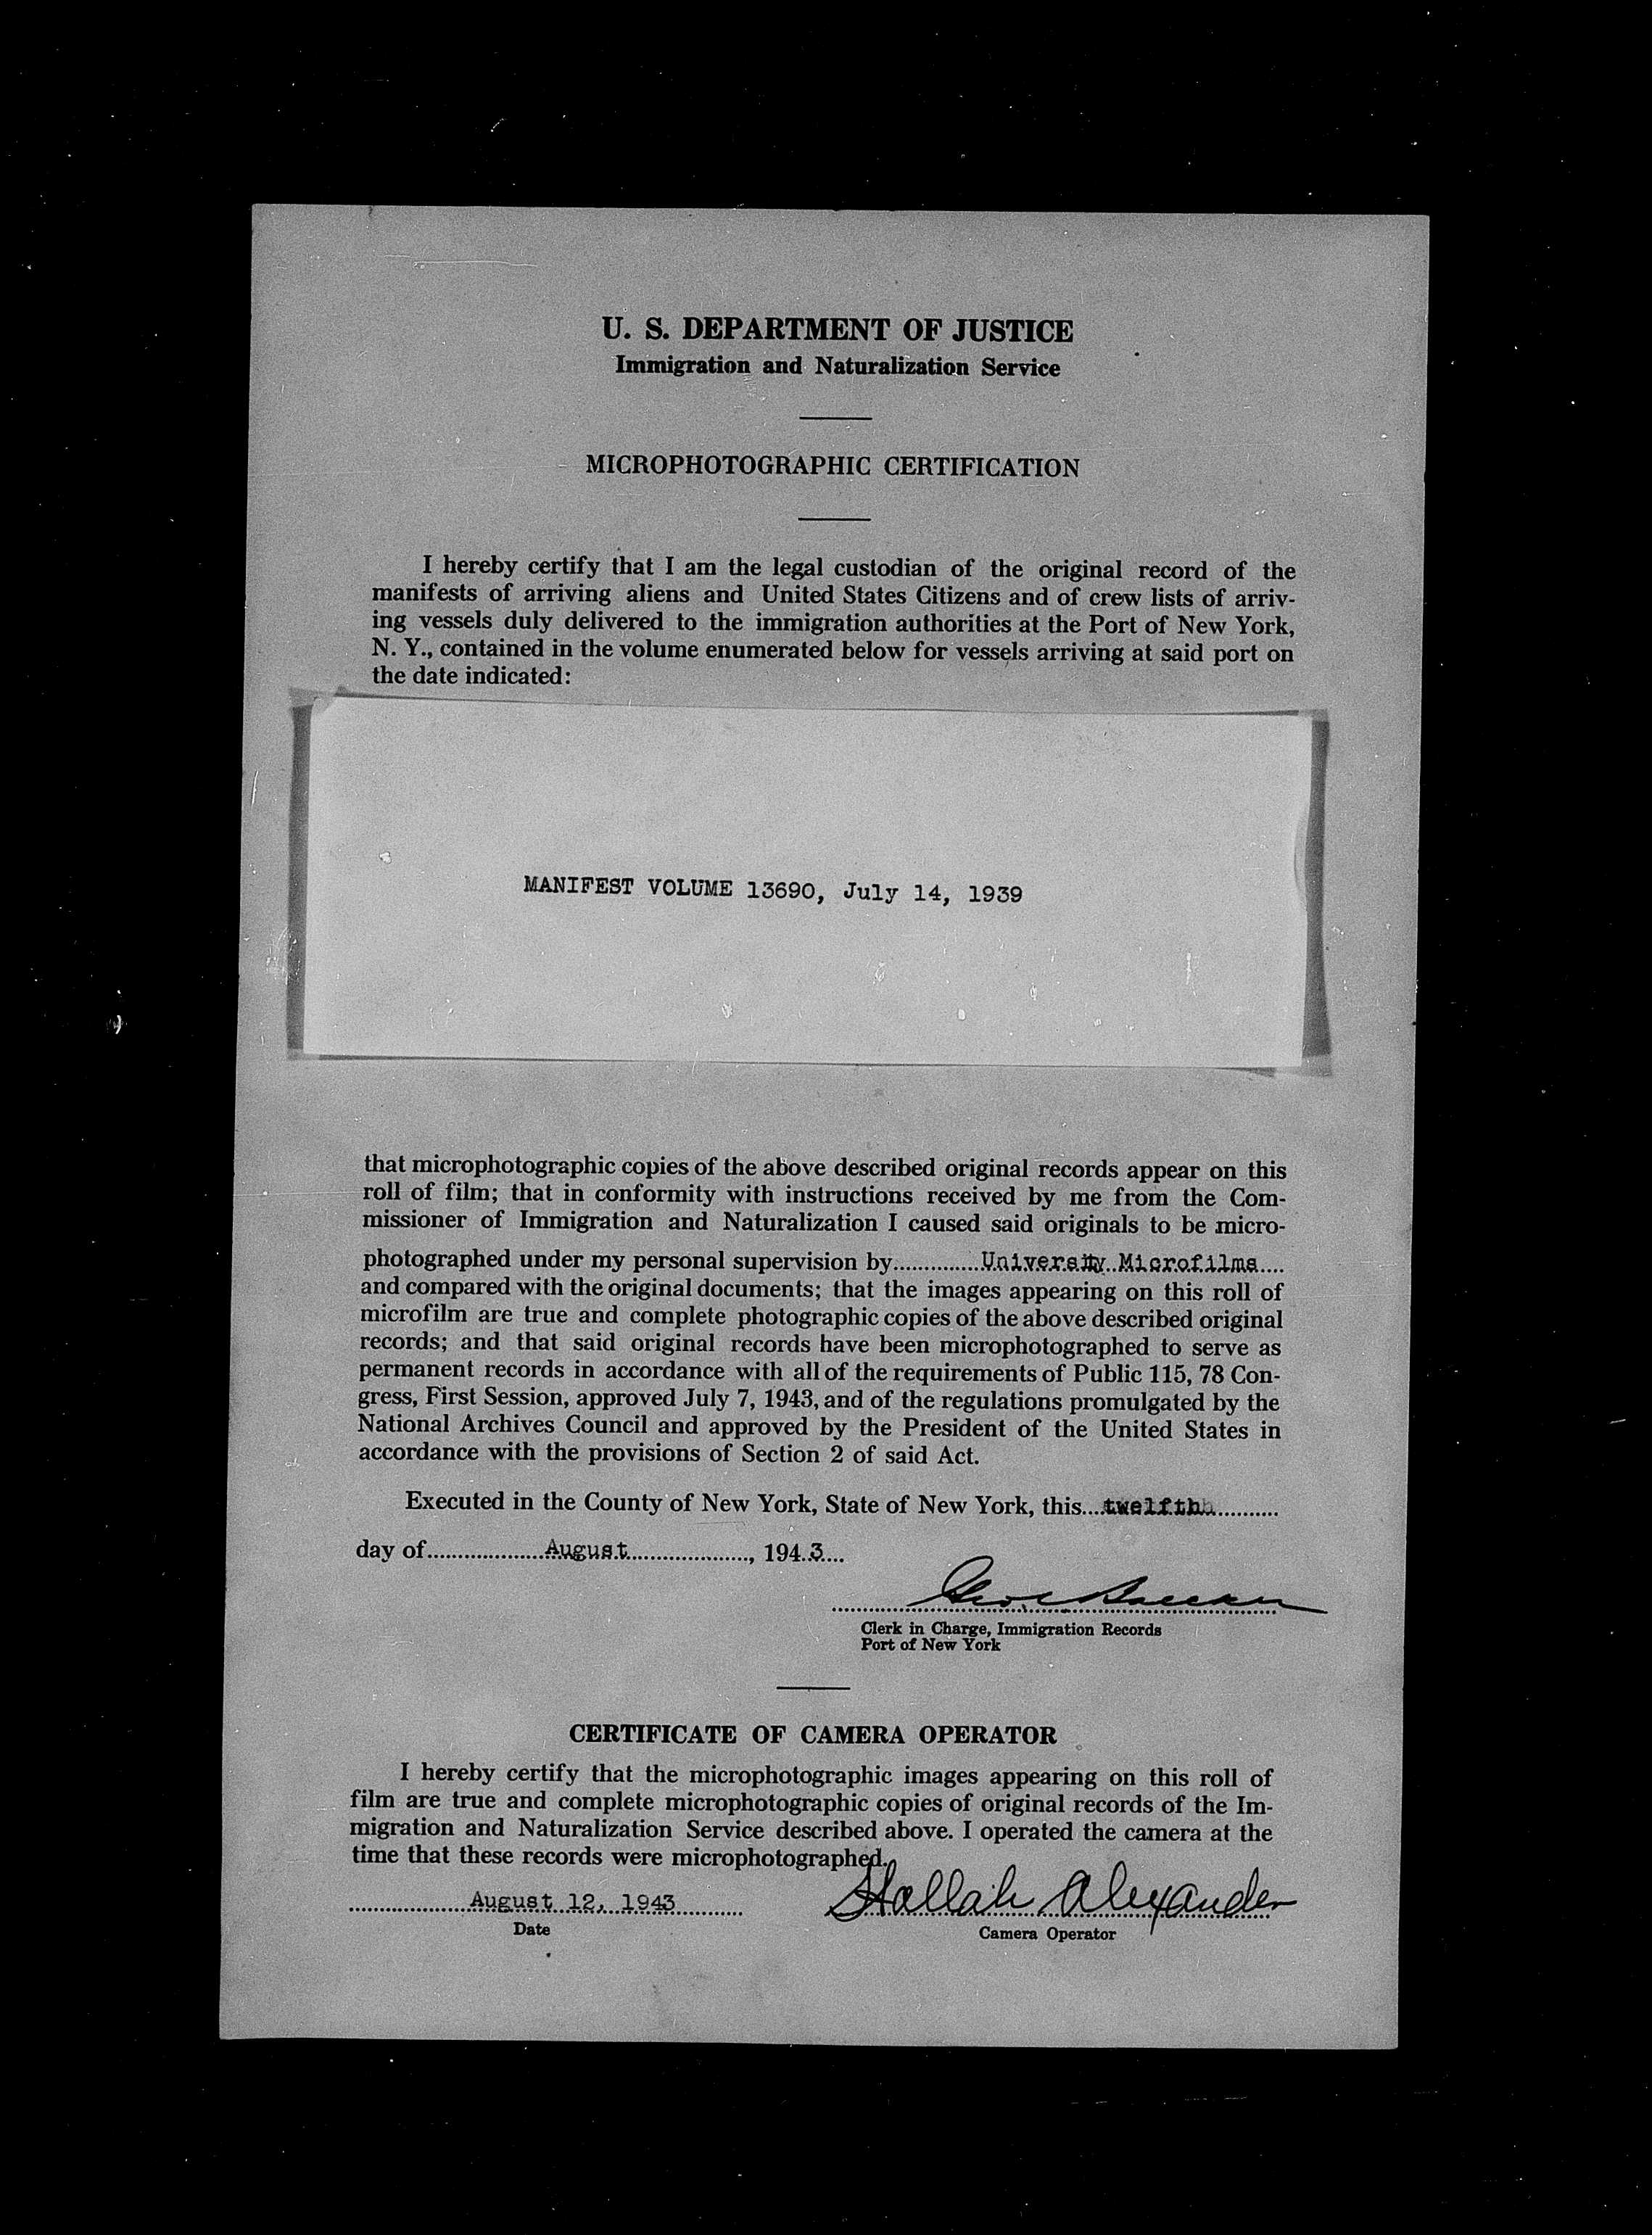 U. S. DEPARTMENT OF JUSTICE
Immigration and Naturalization Service
MICROPHOTOGRAPHIC CERTIFICATION
I hereby certify that I am the legal custodian of the original record of the
manifests of arriving aliens and United States Citizens and of crew lists of arriv-
ing vessels duly delivered to the immigration authorities at the Port of New York,
N. Y., contained in the volume enumerated below for vessels arriving at said port on
the date indicated:
MANIFEST VOLUME 13690, July 14, 1939
that microphotographic copies of the above described original records appear on this
roll of film; that in conformity with instructions received by me from the Com-
missioner of Immigration and Naturalization I caused said originals to be micro-
photographed under my personal supervision by..............University Microfilms....
and compared with the original documents; that the images appearing on this roll of
microfilm are true and complete photographic copies of the above described original
records; and that said original records have been microphotographed to serve as
permanent records in accordance with all of the requirements of Public 115, 78 Con-
gress, First Session, approved July 7, 1943, and of the regulations promulgated by the
National Archives Council and approved by the President of the United States in
accordance with the provisions of Section 2 of said Act.
Executed in the County of New York, State of New York, this....twelfth............
day of....................August...................., 194..3....
Clerk in Charge, Immigration Records
Port of New York
CERTIFICATE OF CAMERA OPERATOR
I hereby certify that the microphotographic images appearing on this roll of
film are true and complete microphotographic copies of original records of the Im-
migration and Naturalization Service described above. I operated the camera at the
time that these records were microphotographed.
....................August 12, 1943........... Hallah Alexander
Date Camera Operator